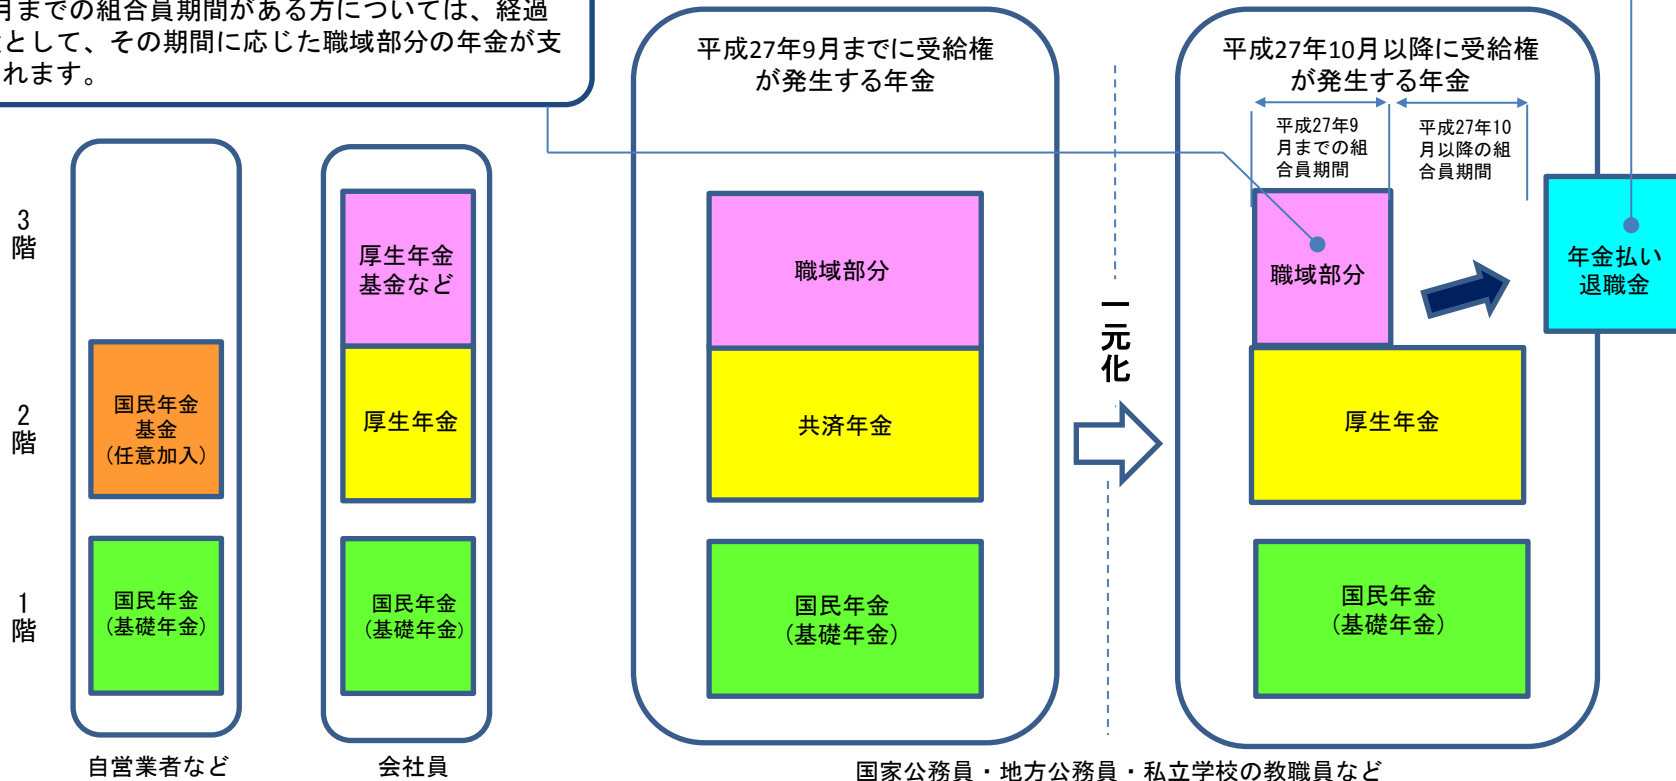 月までの組合員期間がある方については、経過
として、その期間に応じた職域部分の年金が支
れます。
平成27年9月までに受給権
が発生する年金
平成27年10月以降に受給権
が発生する年金
平成27年9
月までの組
合員期間
平成27年10
月以降の組
合員期間
3
階
2
階
1
階
国民年金
基金
(任意加入)
国民年金
(基礎年金)
自営業者など
厚生年金
基金など
厚生年金
国民年金
(基礎年金)
会社員
職域部分
共済年金
国民年金
(基礎年金)
一元化
職域部分
年金払い
退職金
厚生年金
国民年金
(基礎年金)
国家公務員・地方公務員・私立学校の教職員など